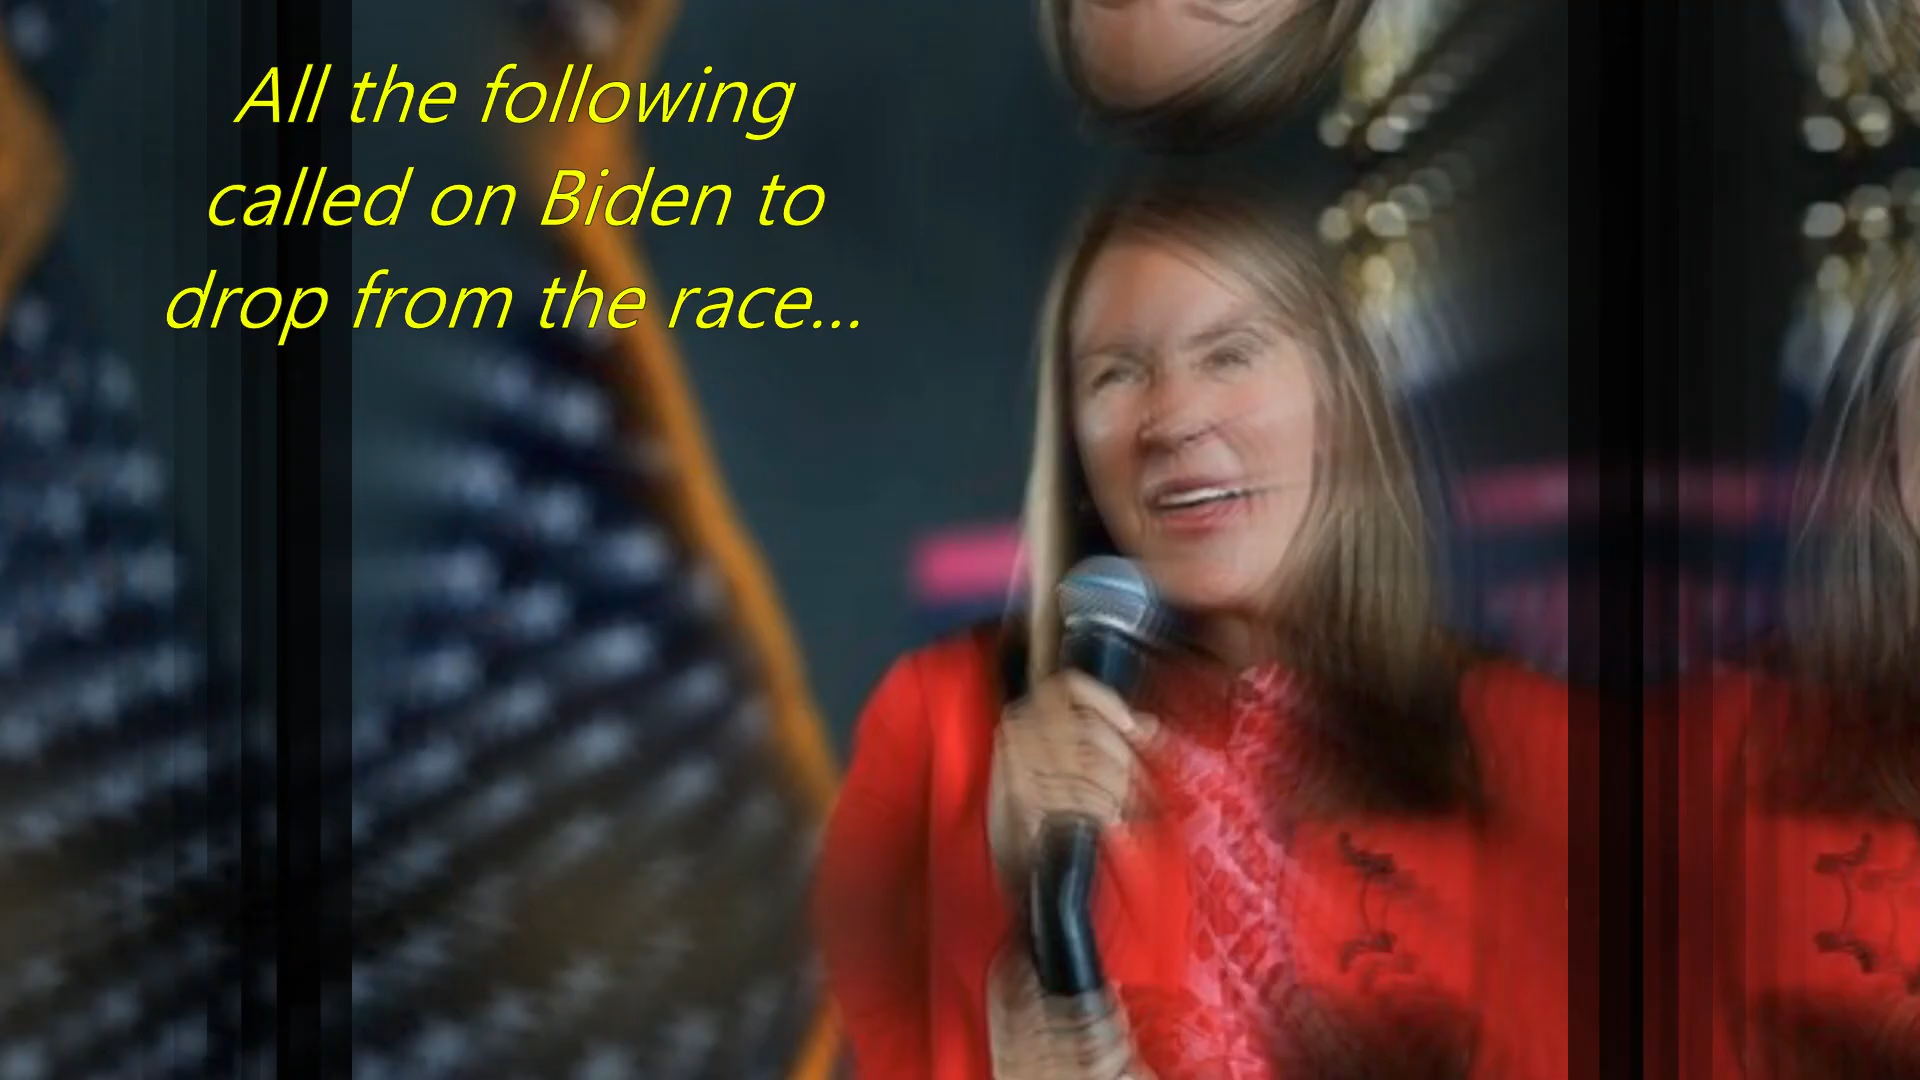 All the following
called on Biden to
drop from the race...